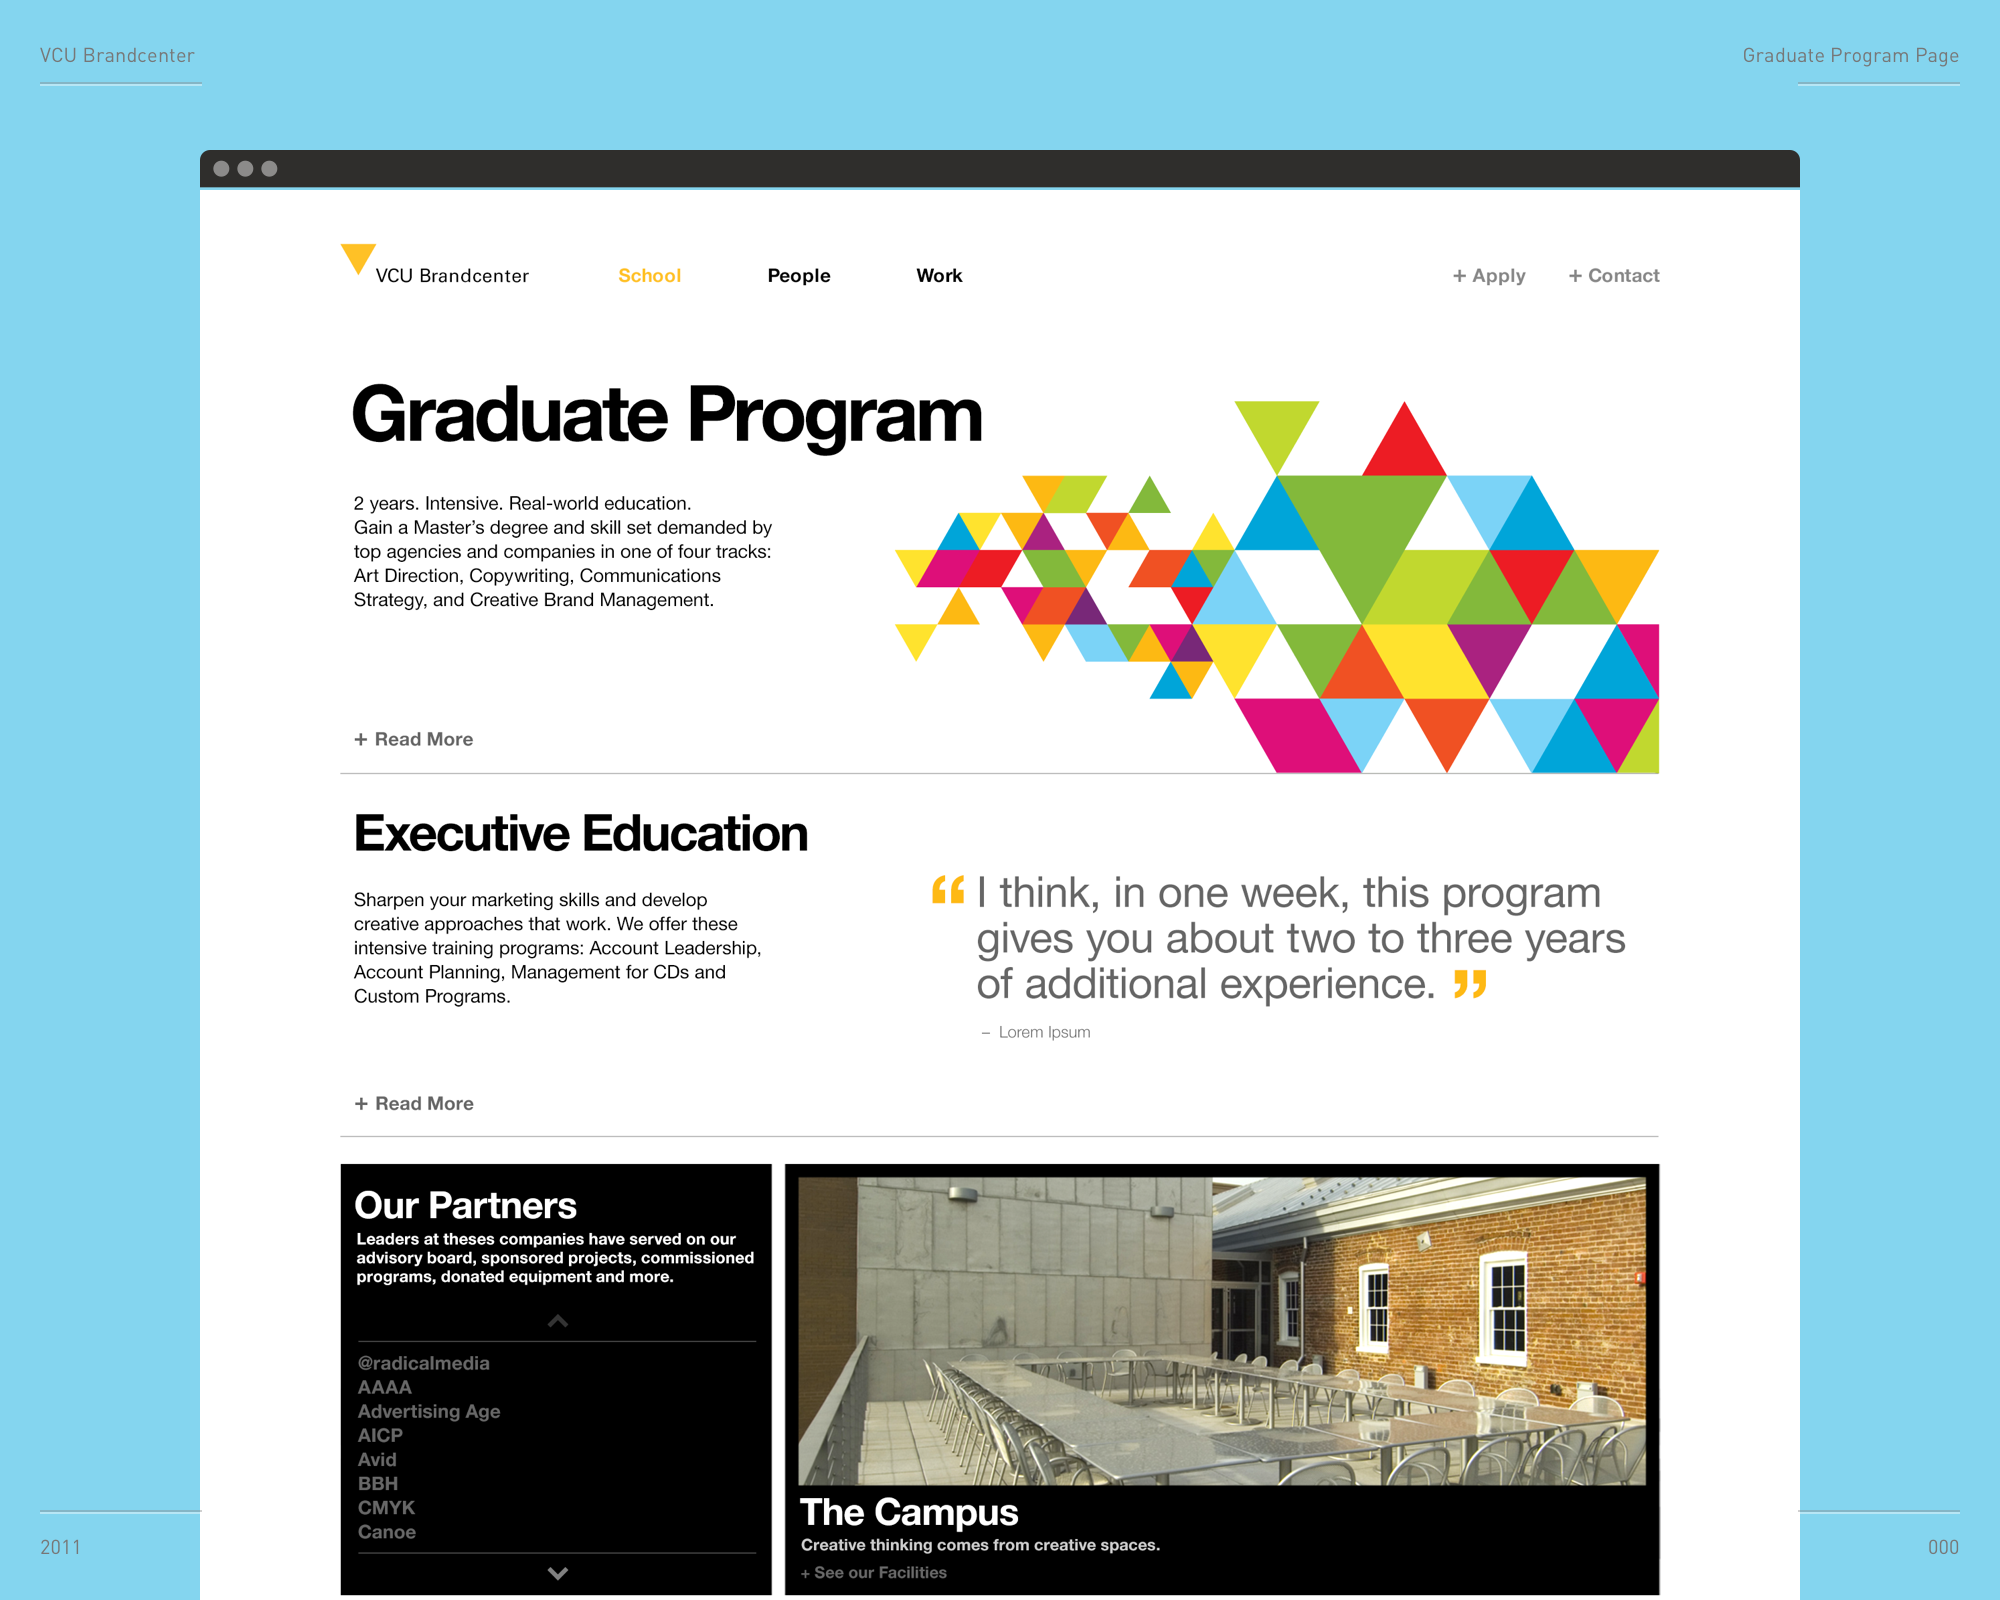 VCU Brandcenter
Graduate Program Page
VCU Brandcenter
School
People
Work
+ Apply
+ Contact
Graduate Program
2 years. Intensive. Real-world education.
Gain a Master’s degree and skill set demanded by
top agencies and companies in one of four tracks:
Art Direction, Copywriting, Communications
Strategy, and Creative Brand Management.
+ Read More
Executive Education
Sharpen your marketing skills and develop
creative approaches that work. We offer these
intensive training programs: Account Leadership,
Account Planning, Management for CDs and
Custom Programs.
“I think, in one week, this program
gives you about two to three years
of additional experience.”
– Lorem Ipsum
+ Read More
Our Partners
Leaders at theses companies have served on our
advisory board, sponsored projects, commissioned
programs, donated equipment and more.
@radicalmedia
AAAA
Advertising Age
AICP
Avid
BBH
CMYK
Canoe
The Campus
Creative thinking comes from creative spaces.
+ See our Facilities
2011
000